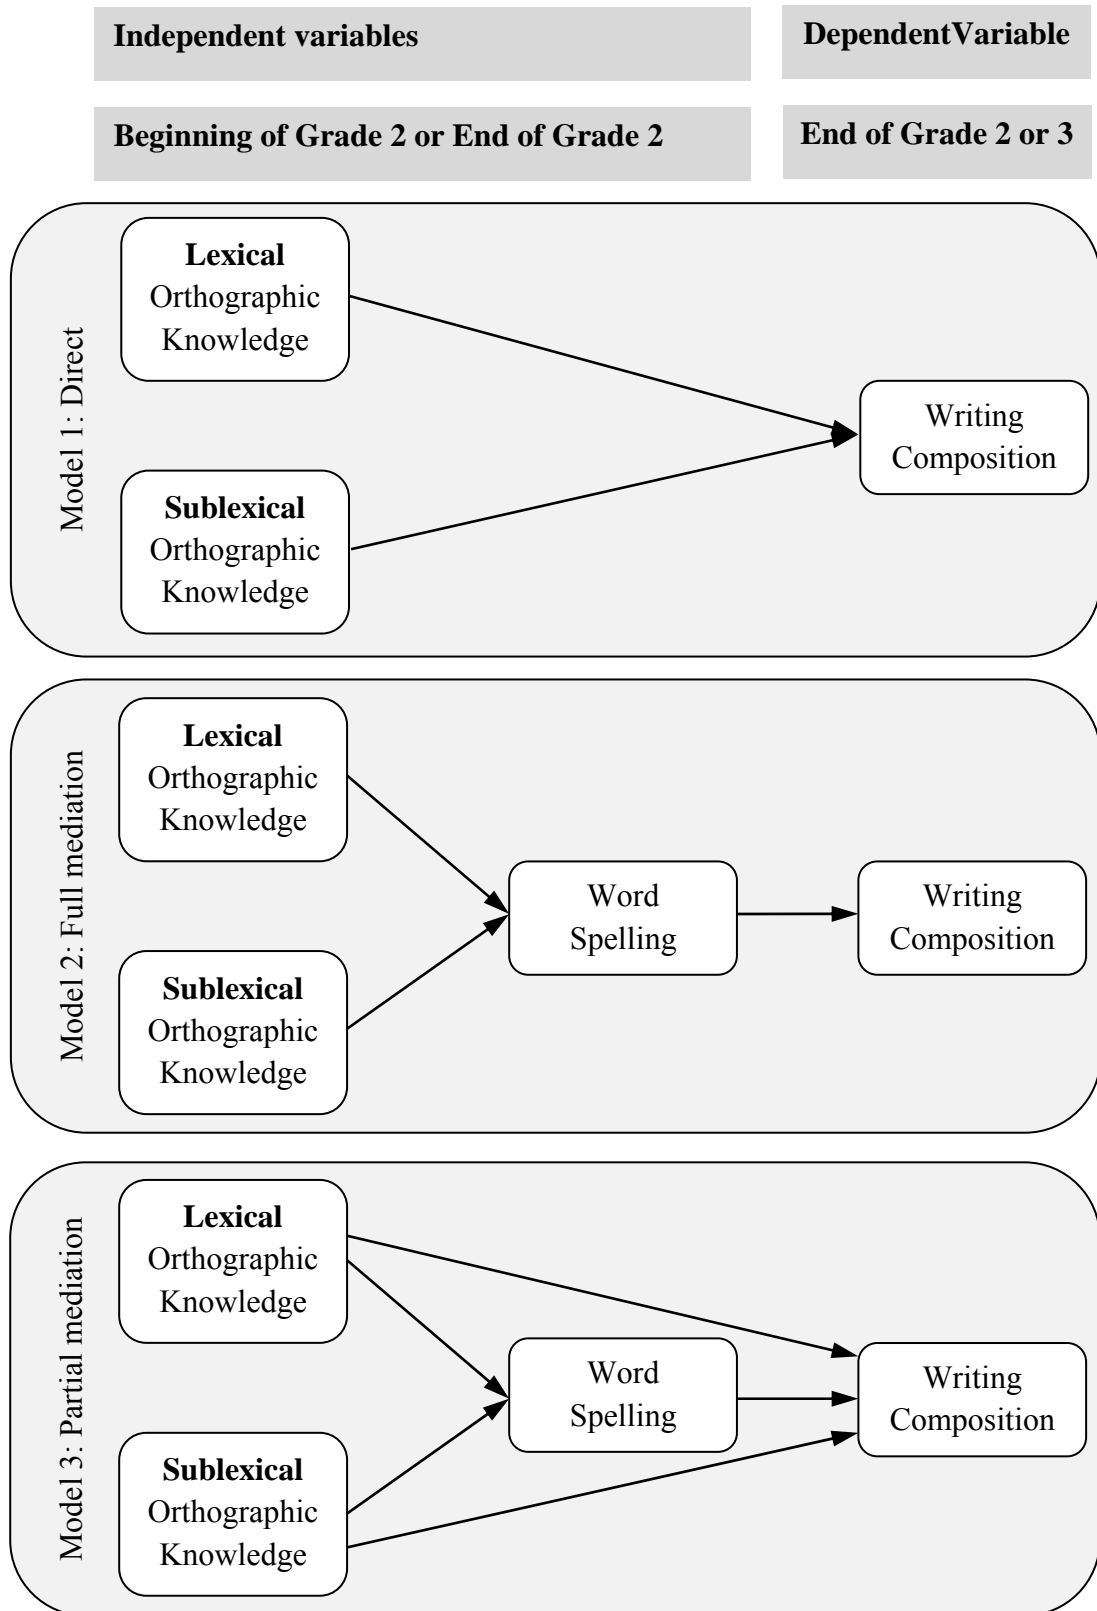 Independent variables
DependentVariable
Beginning of Grade 2 or End of Grade 2
End of Grade 2 or 3
Model 1: Direct
Lexical
Orthographic
Knowledge
Sublexical
Orthographic
Knowledge
Writing
Composition
Model 2: Full mediation
Lexical
Orthographic
Knowledge
Sublexical
Orthographic
Knowledge
Word
Spelling
Writing
Composition
Model 3: Partial mediation
Lexical
Orthographic
Knowledge
Sublexical
Orthographic
Knowledge
Word
Spelling
Writing
Composition